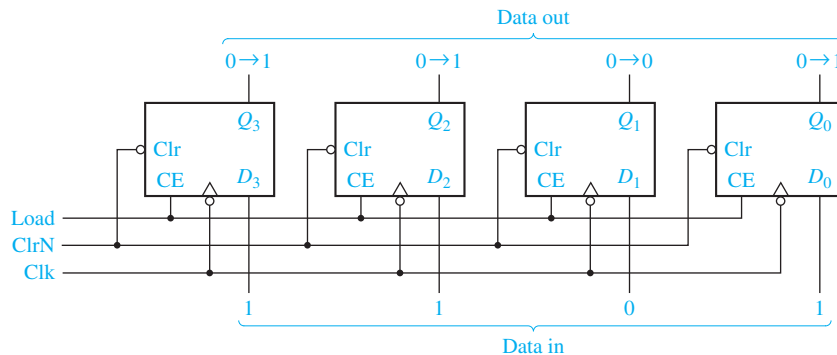 Data out
0→1 0→1 0→0 0→1
Q3 Q2 Q1 Q0
Clr Clr Clr Clr
CE D3 CE D2 CE D1 CE D0
Load
ClrN
Clk
1 1 0 1
Data in